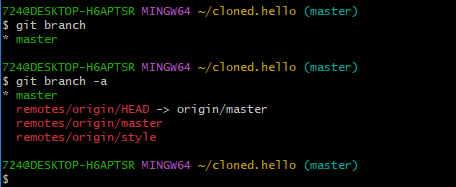 724@DESKTOP-H6APTSR MINGW64 ~/cloned.hello (master)
$ git branch
* master
724@DESKTOP-H6APTSR MINGW64 ~/cloned.hello (master)
$ git branch -a
* master
  remotes/origin/HEAD -> origin/master
  remotes/origin/master
  remotes/origin/style
724@DESKTOP-H6APTSR MINGW64 ~/cloned.hello (master)
$